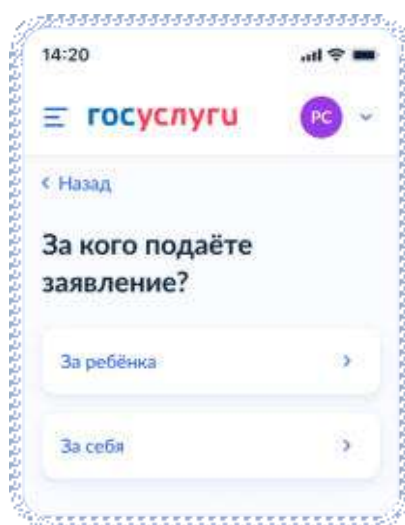 14:20
госуслуги
РС
Назад
За кого подаёте
заявление?
За ребёнка
За себя